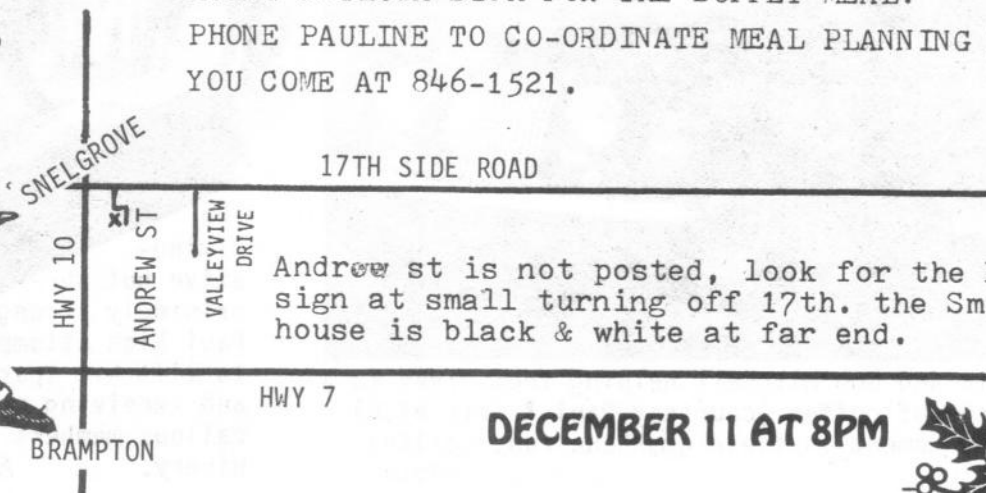 PHONE PAULINE TO CO-ORDINATE MEAL PLANNING
YOU COME AT 846-1521.
SNELGROVE
17TH SIDE ROAD
HWY 10
x
ANDREW ST
VALLEYVIEW
DRIVE
Andrew st is not posted, look for the
sign at small turning off 17th. the Sm
house is black & white at far end.
HWY 7
DECEMBER 11 AT 8PM
BRAMPTON